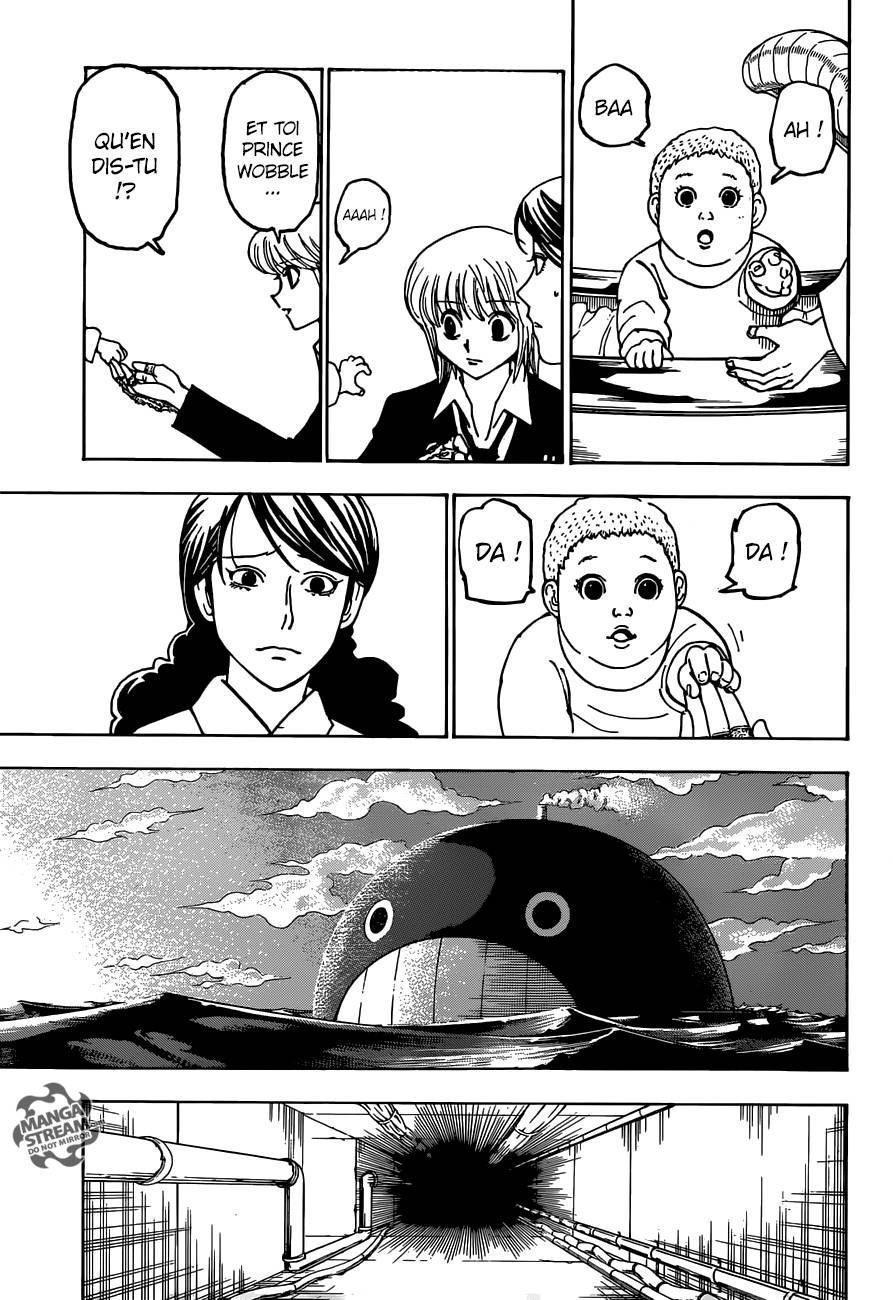 AH !
BAA
AAAH !
ET TOI
PRINCE
WOBBLE
...
QU'EN
DIS-TU
!?
DA !
DA !
MANGA
STREAM
DO NOT MIRROR